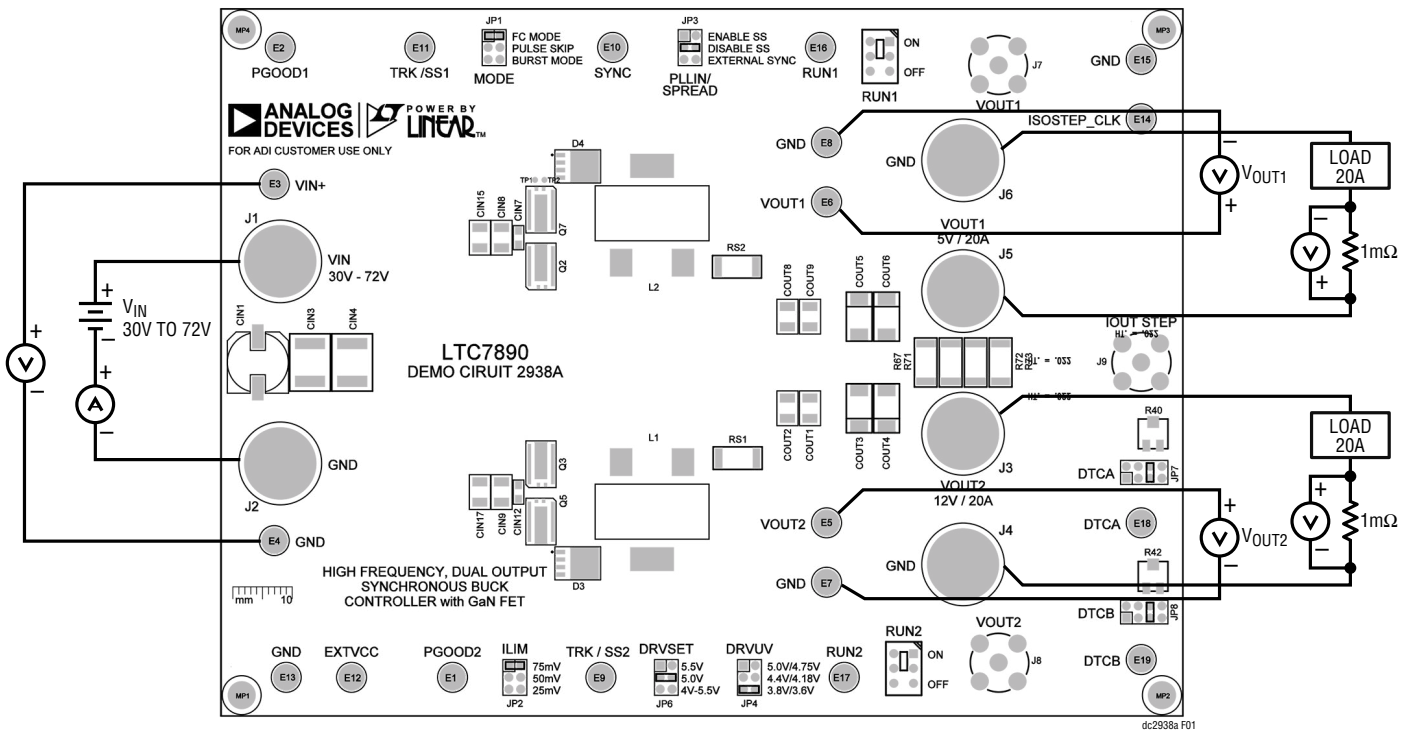 MP4
E2
PGOOD1
E11
TRK /SS1
JP1
FC MODE
PULSE SKIP
BURST MODE
MODE
E10
SYNC
JP3
ENABLE SS
DISABLE SS
EXTERNAL SYNC
PLLIN/
SPREAD
E16
RUN1
ON
OFF
RUN1
J7
VOUT1
MP3
GND
E15
ANALOG
DEVICES
POWER BY
LINEAR™
FOR ADI CUSTOMER USE ONLY
ISOSTEP_CLK
E14
GND
E8
GND
J6
VOUT1
E6
VOUT1
5V / 20A
J5
−
V
VOUT1
+
LOAD
20A
−
V
+
1mΩ
E3
VIN+
J1
VIN
30V - 72V
+
VIN
30V TO 72V
−
+
V
−
+
A
−
CIN1
CIN3
CIN4
LTC7890
DEMO CIRUIT 2938A
J2
GND
E4
GND
D4
TP1
TP2
CIN15
CIN8
CIN7
Q7
Q2
L2
RS2
COUT8
COUT9
COUT5
COUT6
R67
R71
R72
R73
HT. = .022
IOUT STEP
HT. = .022
J9
HT. = .022
COUT2
COUT1
COUT3
COUT4
L1
RS1
Q3
Q5
CIN17
CIN9
CIN12
D3
J3
VOUT2
12V / 20A
R40
DTCA
JP7
VOUT2
E5
J4
GND
GND
E7
DTCA
E18
R42
DTCB
JP8
+
V
VOUT2
−
LOAD
20A
+
V
−
1mΩ
HIGH FREQUENCY, DUAL OUTPUT
SYNCHRONOUS BUCK
CONTROLLER with GaN FET
mm 10
GND
E13
EXTVCC
E12
PGOOD2
E1
ILIM
75mV
50mV
25mV
JP2
TRK / SS2
E9
DRVSET
5.5V
5.0V
4V-5.5V
JP6
DRVUV
5.0V/4.75V
4.4V/4.18V
3.8V/3.6V
JP4
RUN2
E17
RUN2
ON
OFF
VOUT2
J8
DTCB
E19
MP1
MP2
dc2938a F01